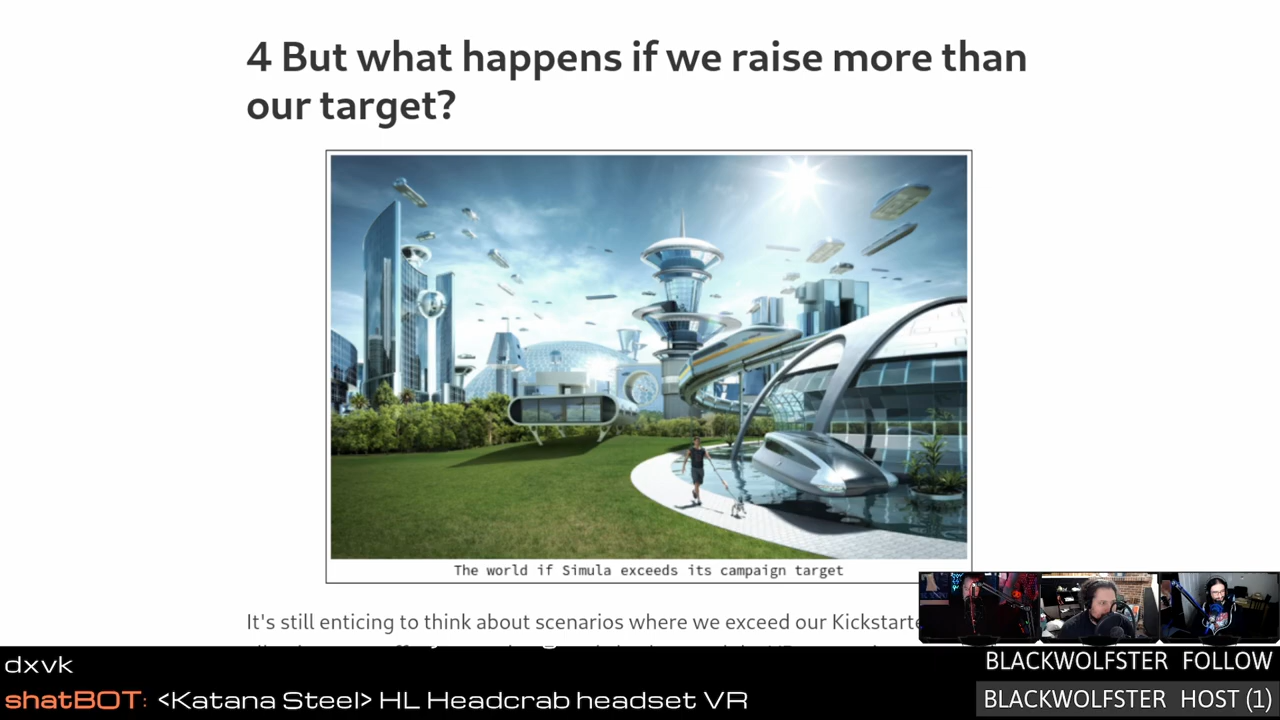 4 But what happens if we raise more than
our target?
The world if Simula exceeds its campaign target
It's still enticing to think about scenarios where we exceed our
dxvk
BLACKWOLFSTER FOLLOW
shatBOT: <Katana Steel> HL Headcrab headset VR
BLACKWOLFSTER HOST (1)